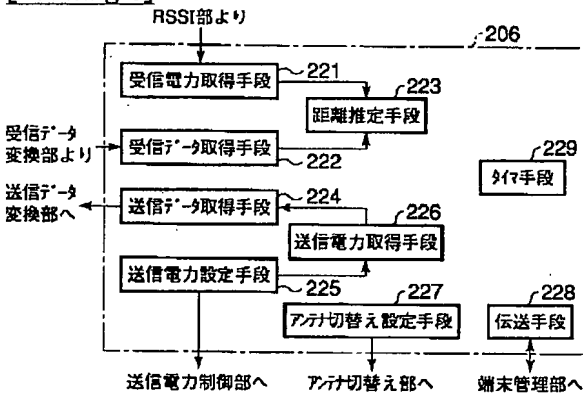 RSSI部より
206
受信電力取得手段
221
223
距離推定手段
受信データ
変換部より
受信データ取得手段
222
229
タイマ手段
送信データ
変換部へ
送信データ取得手段
224
226
送信電力取得手段
送信電力設定手段
225
227
アンテナ切替え設定手段
228
伝送手段
送信電力制御部へ
アンテナ切替え部へ
端末管理部へ